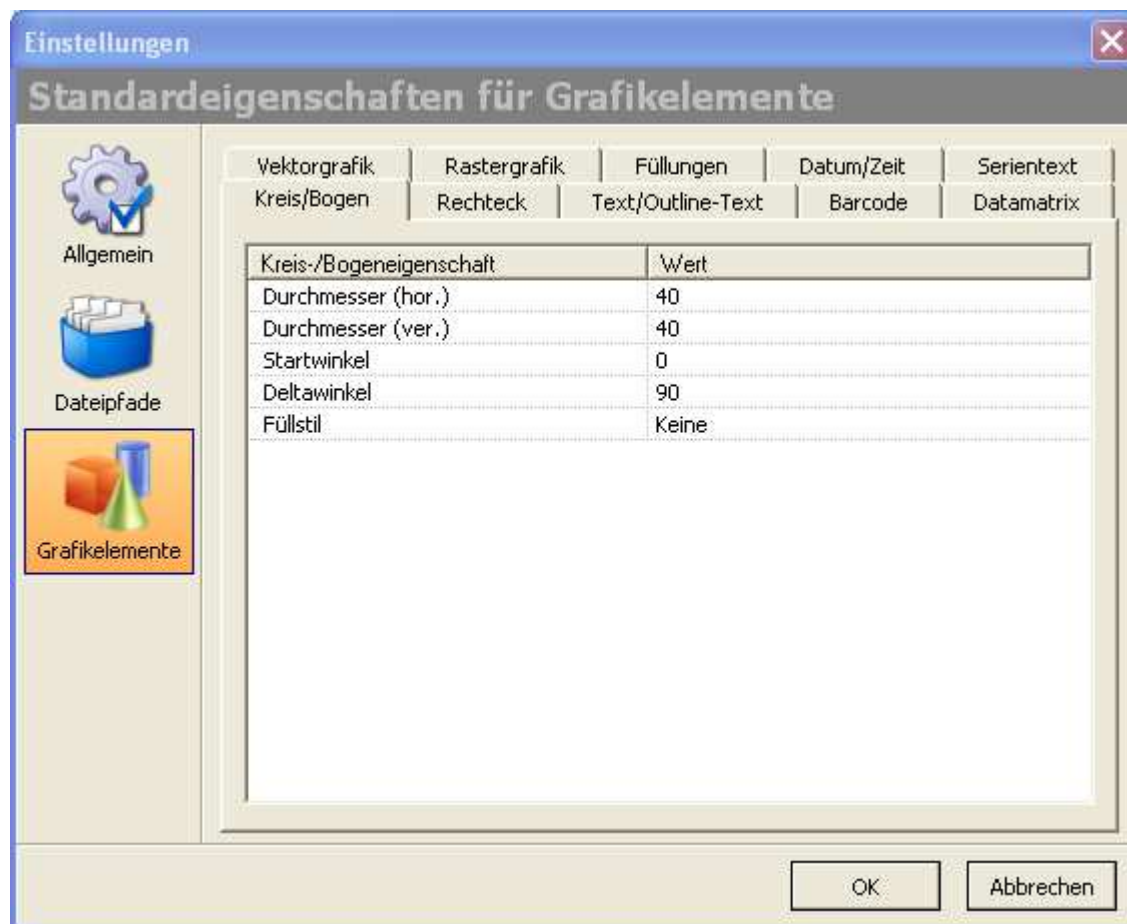 Einstellungen
Standardeigenschaften für Grafikelemente
Allgemein
Dateipfade
Grafikelemente
Vektorgrafik Rastergrafik Füllungen Datum/Zeit Serientext
Kreis/Bogen Rechteck Text/Outline-Text Barcode Datamatrix
Kreis-/Bogeneigenschaft Wert
Durchmesser (hor.) 40
Durchmesser (ver.) 40
Startwinkel 0
Deltawinkel 90
Füllstil Keine
OK Abbrechen